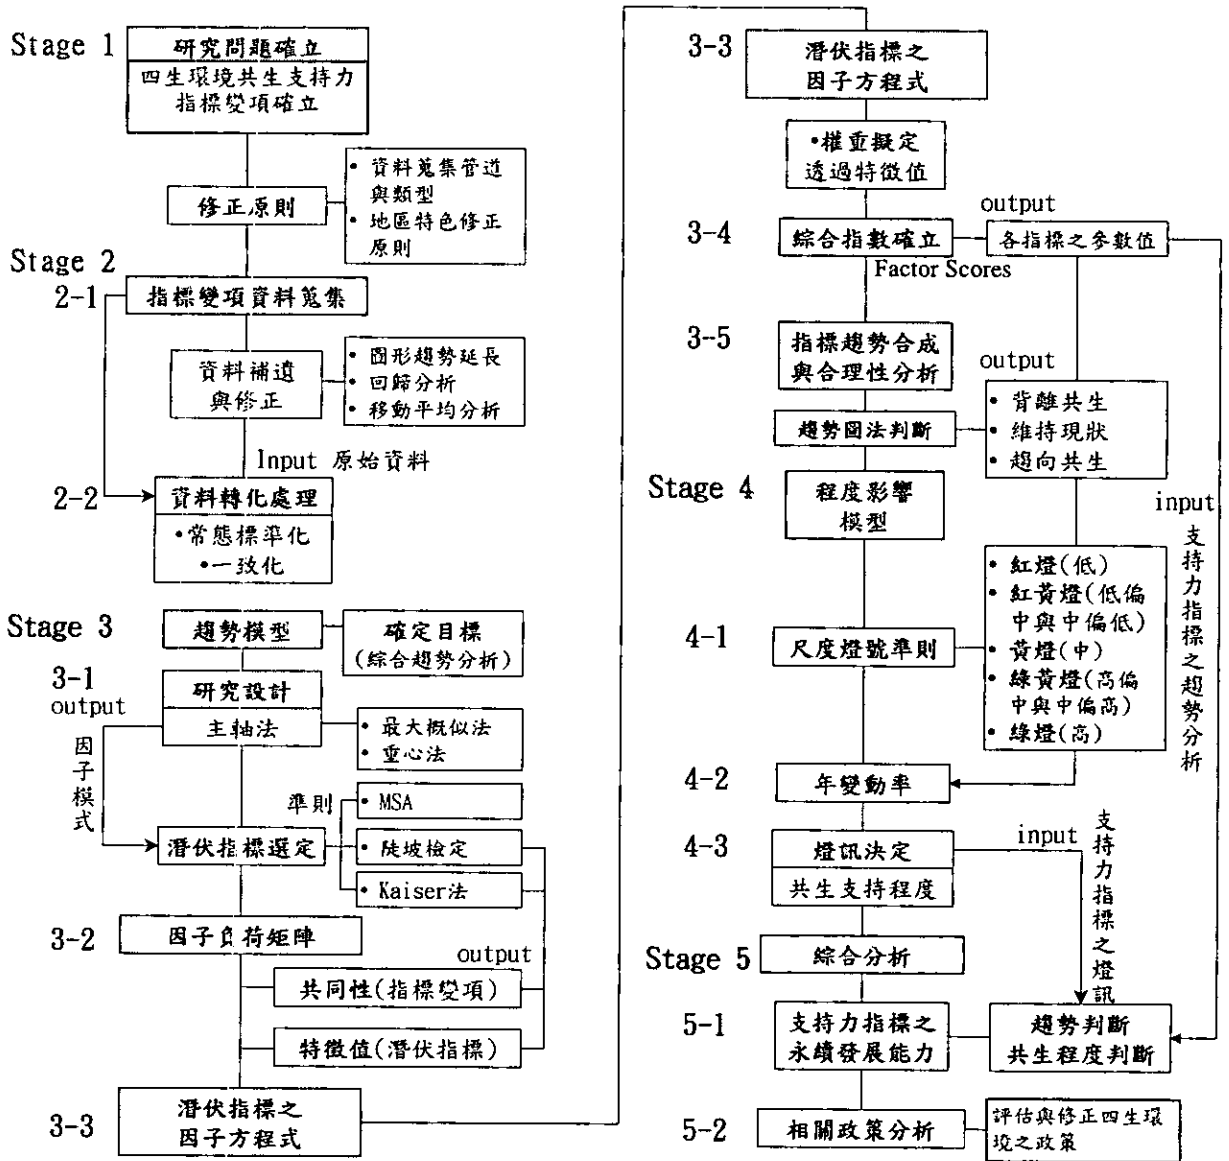 Stage 1
研究問題確立
四生環境共生支持力
指標變項確立
修正原則
• 資料蒐集管道
與類型
• 地區特色修正
原則
Stage 2
2-1
指標變項資料蒐集
資料補遺
與修正
• 圖形趨勢延長
• 回歸分析
• 移動平均分析
Input 原始資料
2-2
資料轉化處理
•常態標準化
•一致化
Stage 3
趨勢模型
確定目標
(綜合趨勢分析)
3-1
output
研究設計
主軸法
• 最大概似法
• 重心法
因子模式
準則
• MSA
潛伏指標選定
• 陡坡檢定
• Kaiser法
3-2
因子負荷矩陣
output
共同性(指標變項)
特徵值(潛伏指標)
3-3
潛伏指標之
因子方程式
3-3
潛伏指標之
因子方程式
•權重擬定
透過特徵值
3-4
綜合指數確立
output
各指標之參數值
Factor Scores
3-5
指標趨勢合成
與合理性分析
output
趨勢圖法判斷
• 背離共生
• 維持現狀
• 趨向共生
Stage 4
程度影響
模型
input
支持力指標之趨勢分析
4-1
尺度燈號準則
• 紅燈(低)
• 紅黃燈(低偏
中與中偏低)
• 黃燈(中)
• 綠黃燈(高偏
中與中偏高)
• 綠燈(高)
4-2
年變動率
4-3
燈訊決定
共生支持程度
input
支持力指標之燈訊
Stage 5
綜合分析
5-1
支持力指標之
永續發展能力
趨勢判斷
共生程度判斷
5-2
相關政策分析
評估與修正四生環
境之政策